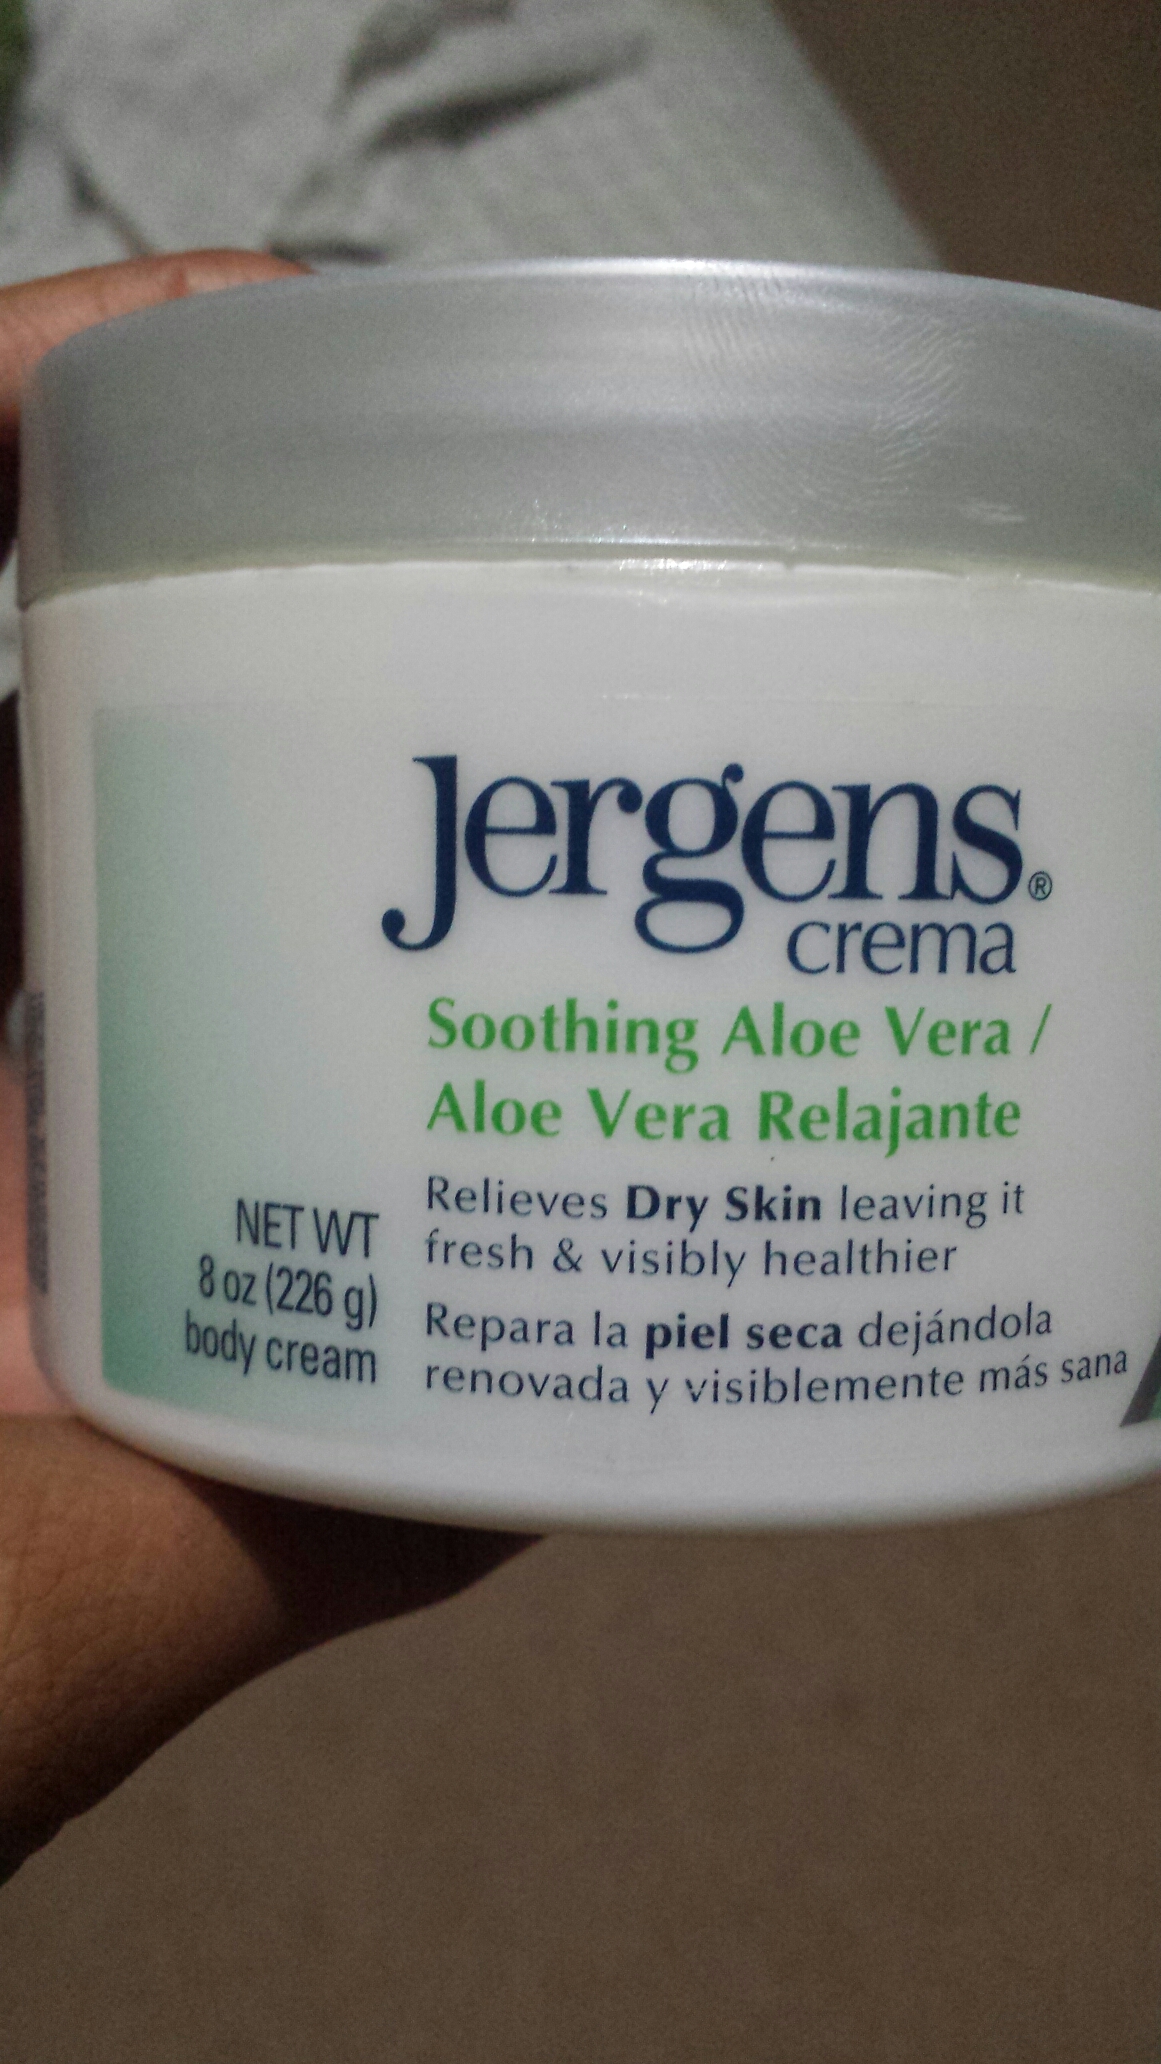 Jergens®
crema
Soothing Aloe Vera /
Aloe Vera Relajante
Relieves Dry Skin leaving it
fresh & visibly healthier
Repara la piel seca dejándola
renovada y visiblemente más sana
NET WT
8 oz (226 g)
body cream